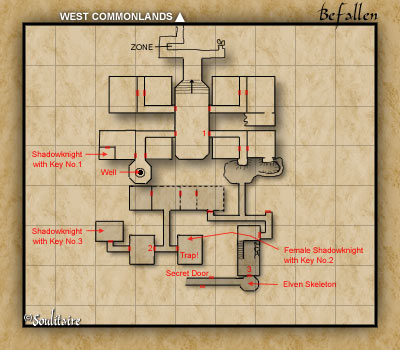 WEST COMMONLANDS
Befallen
ZONE
1
Shadowknight
with Key No.1
Well
Shadowknight
with Key No.3
2
Trap!
Female Shadowknight
with Key No.2
Secret Door
3
Elven Skeleton
©Soulitaire